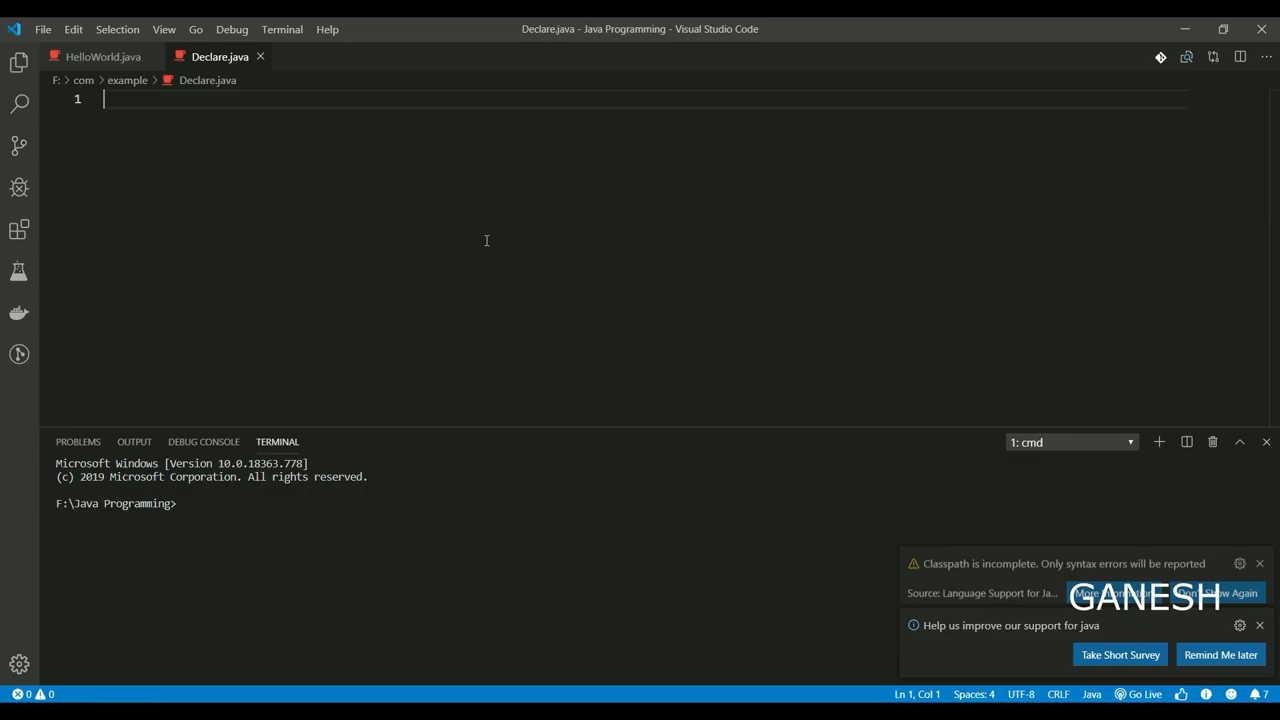 File Edit Selection View Go Debug Terminal Help
Declare.java - Java Programming - Visual Studio Code
HelloWorld.java
Declare.java
F: > com > example > Declare.java
1
PROBLEMS OUTPUT DEBUG CONSOLE TERMINAL
1: cmd
Microsoft Windows [Version 10.0.18363.778]
(c) 2019 Microsoft Corporation. All rights reserved.
F:\Java Programming>
Classpath is incomplete. Only syntax errors will be reported
Source: Language Support for Ja...
More Information
Don't Show Again
GANESH
Help us improve our support for java
Take Short Survey
Remind Me later
0 0
Ln 1, Col 1 Spaces: 4 UTF-8 CRLF Java Go Live 7